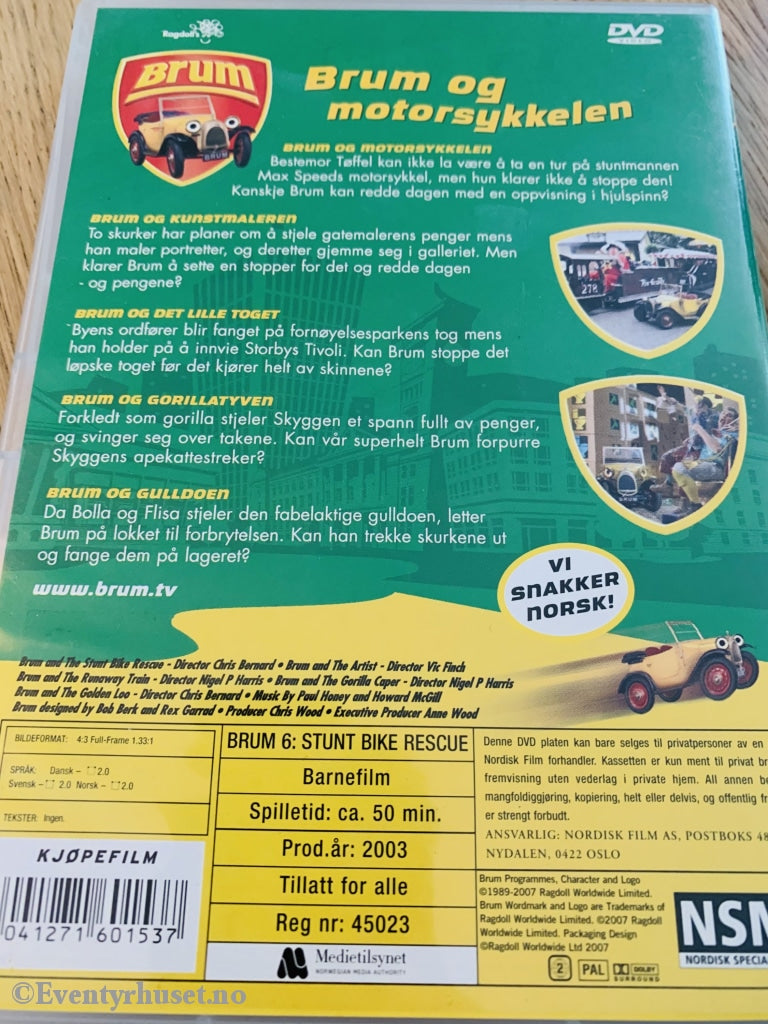 Ragdoll's
DVD
VIDEO
Brum
BRUM
Brum og
motorsykkelen
BRUM OG MOTORSYKKELEN
Bestemor Tøffel kan ikke la være å ta en tur på stuntmannen
Max Speeds motorsykkel, men hun klarer ikke å stoppe den!
Kanskje Brum kan redde dagen med en oppvisning i hjulspinn?
BRUM OG KUNSTMALEREN
To skurker har planer om å stjele gatemalerens penger mens
han maler portretter, og deretter gjemme seg i galleriet. Men
klarer Brum å sette en stopper for det og redde dagen
- og pengene?
278
BRUM OG DET LILLE TOGET
Byens ordfører blir fanget på fornøyelsesparkens tog mens
han holder på å innvie Storbys Tivoli. Kan Brum stoppe det
løpske toget før det kjører helt av skinnene?
BRUM OG GORILLATYVEN
Forkledt som gorilla stjeler Skyggen et spann fullt av penger,
og svinger seg over takene. Kan vår superhelt Brum forpurre
Skyggens apekattestreker?
BRUM
BRUM OG GULLDOEN
Da Bolla og Flisa stjeler den fabelaktige gulldoen, letter
Brum på lokket til forbrytelsen. Kan han trekke skurkene ut
og fange dem på lageret?
www.brum.tv
VI
SNAKKER
NORSK!
Brum and The Stunt Bike Rescue - Director Chris Bernard • Brum and The Artist - Director Vic Finch
Brum and The Runaway Train - Director Nigel P Harris • Brum and The Gorilla Caper - Director Nigel P Harris
Brum and The Golden Loo - Director Chris Bernard • Music By Paul Honey and Howard McGill
Brum designed by Bob Berk and Rex Garrad • Producer Chris Wood • Executive Producer Anne Wood
BILDEFORMAT: 4:3 Full-Frame 1.33:1
SPRÅK: Dansk – 2.0
Svensk – 2.0 Norsk – 2.0
TEKSTER: Ingen.
KJØPEFILM
041271 601537
BRUM 6: STUNT BIKE RESCUE
Barnefilm
Spilletid: ca. 50 min.
Prod.år: 2003
Tillatt for alle
Reg nr: 45023
Medietilsynet
NORWEGIAN MEDIA AUTHORITY
Denne DVD platen kan bare selges til privatpersoner av en
Nordisk Film forhandler. Kassetten er kun ment til privat br
fremvisning uten vederlag i private hjem. All annen be
mangfoldiggjøring, kopiering, helt eller delvis, og offentlig fr
er strengt forbudt.
ANSVARLIG: NORDISK FILM AS, POSTBOKS 48
NYDALEN, 0422 OSLO
Brum Programmes, Character and Logo
©1989-2007 Ragdoll Worldwide Limited.
Brum Wordmark and Logo are Trademarks of
Ragdoll Worldwide Limited. ©2007 Ragdoll
Worldwide Limited. Packaging Design
©Ragdoll Worldwide Ltd 2007
2 PAL DOLBY
SURROUND
NSM
NORDISK SPECIAL
©Eventyrhuset.no